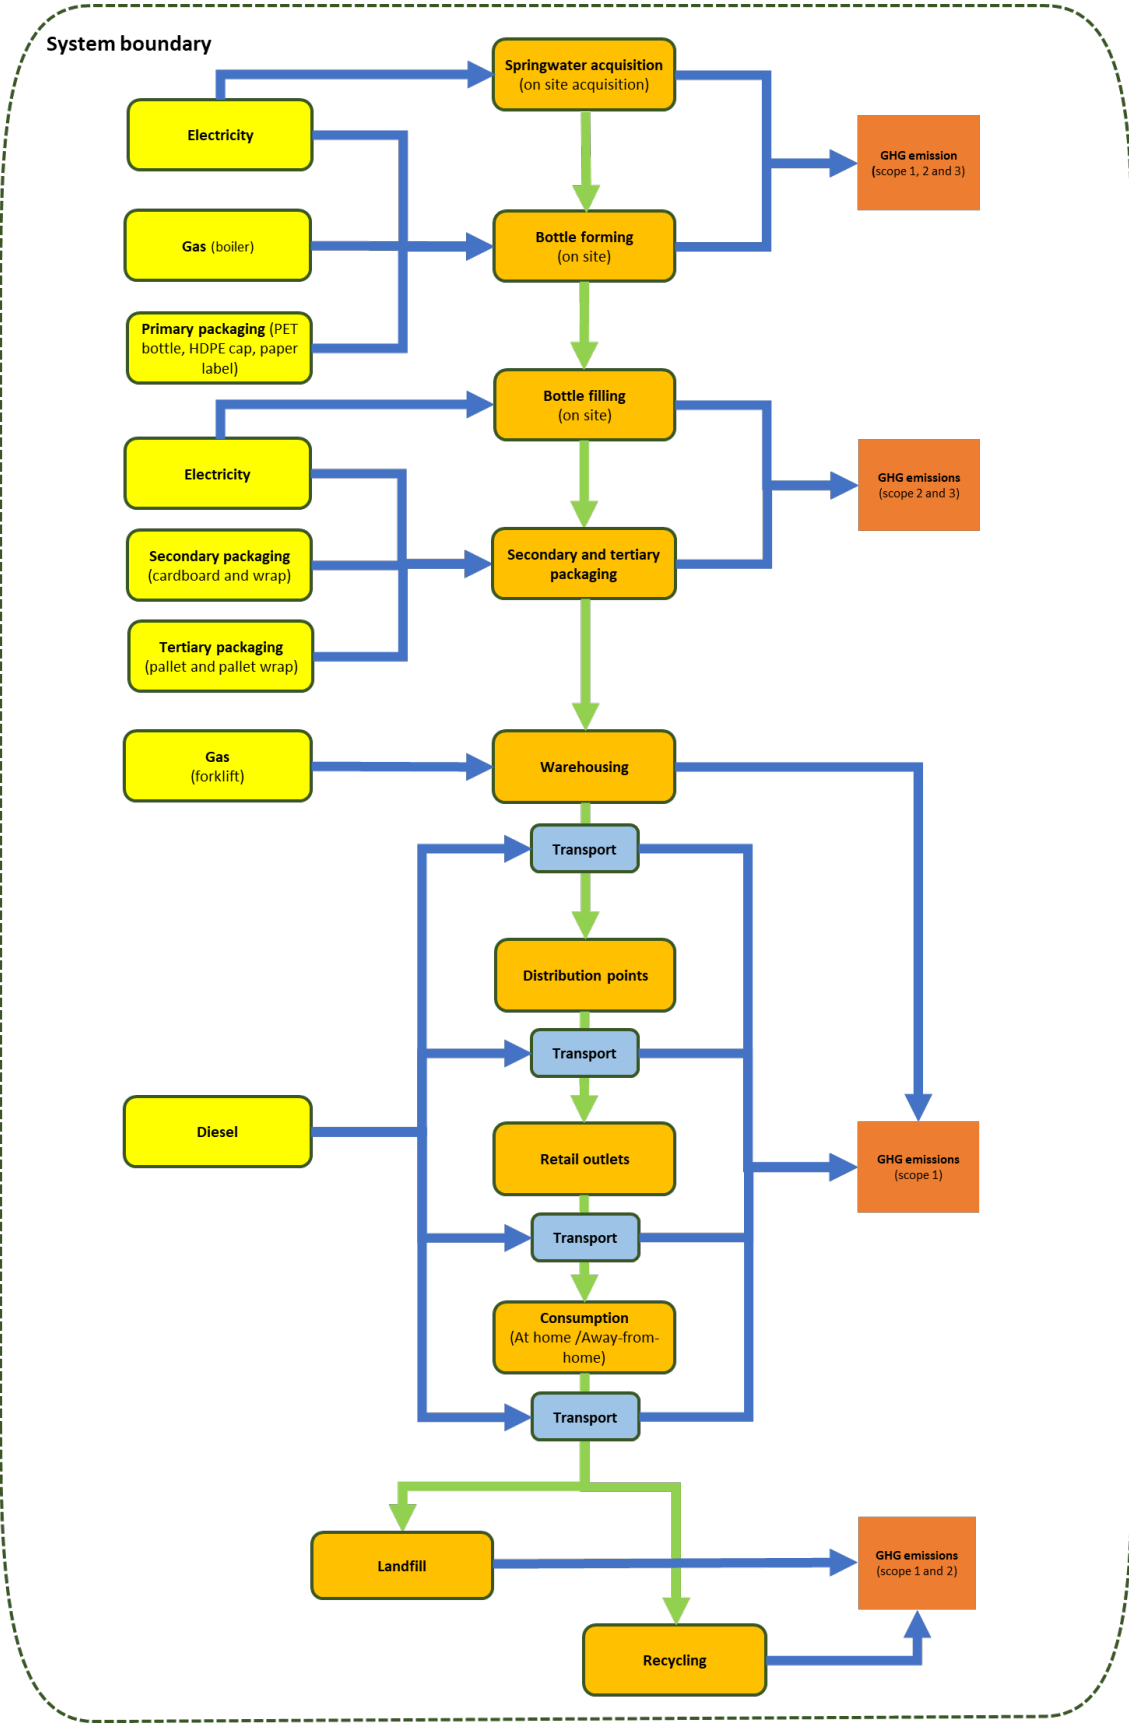 System boundary
Springwater acquisition
(on site acquisition)
Electricity
GHG emission
(scope 1, 2 and 3)
Gas (boiler)
Bottle forming
(on site)
Primary packaging (PET
bottle, HDPE cap, paper
label)
Bottle filling
(on site)
Electricity
GHG emissions
(scope 2 and 3)
Secondary packaging
(cardboard and wrap)
Secondary and tertiary
packaging
Tertiary packaging
(pallet and pallet wrap)
Gas
(forklift)
Warehousing
Transport
Distribution points
Transport
Diesel
Retail outlets
GHG emissions
(scope 1)
Transport
Consumption
(At home /Away-from-
home)
Transport
Landfill
GHG emissions
(scope 1 and 2)
Recycling